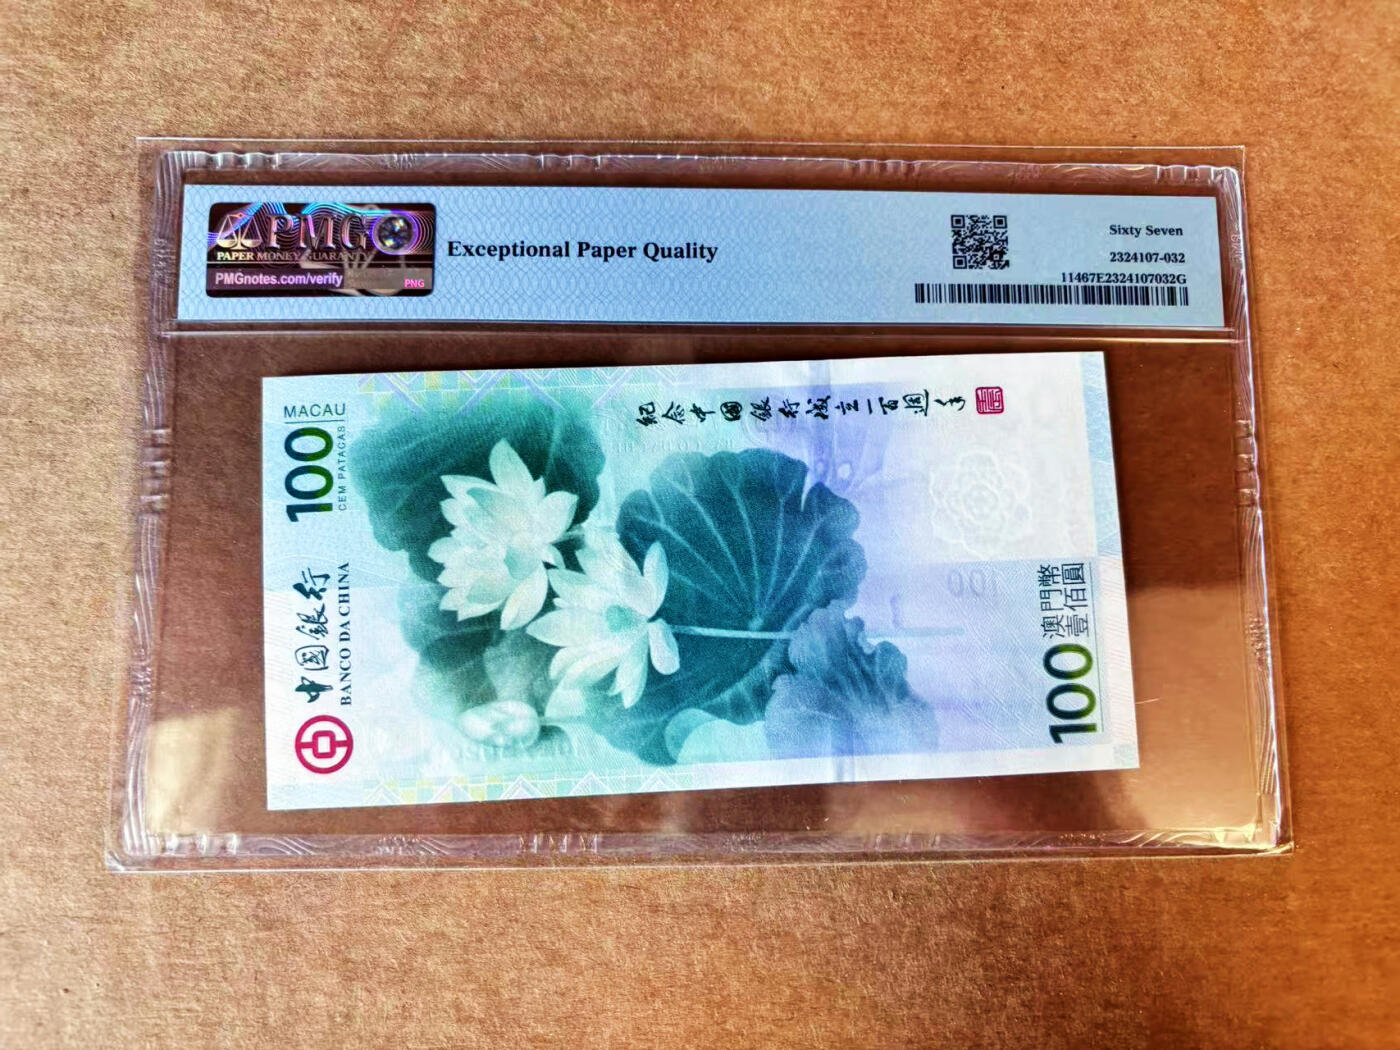 PMG
PAPER MONEY GUARANTY
PMGnotes.com/verify
PNG
Exceptional Paper Quality
Sixty Seven
2324107-032
11467E2324107032G
MACAU
100
CEM PATACAS
紀念中國銀行成立一百周年
中國銀行
BANCO DA CHINA
100
澳門幣
壹佰圓
100